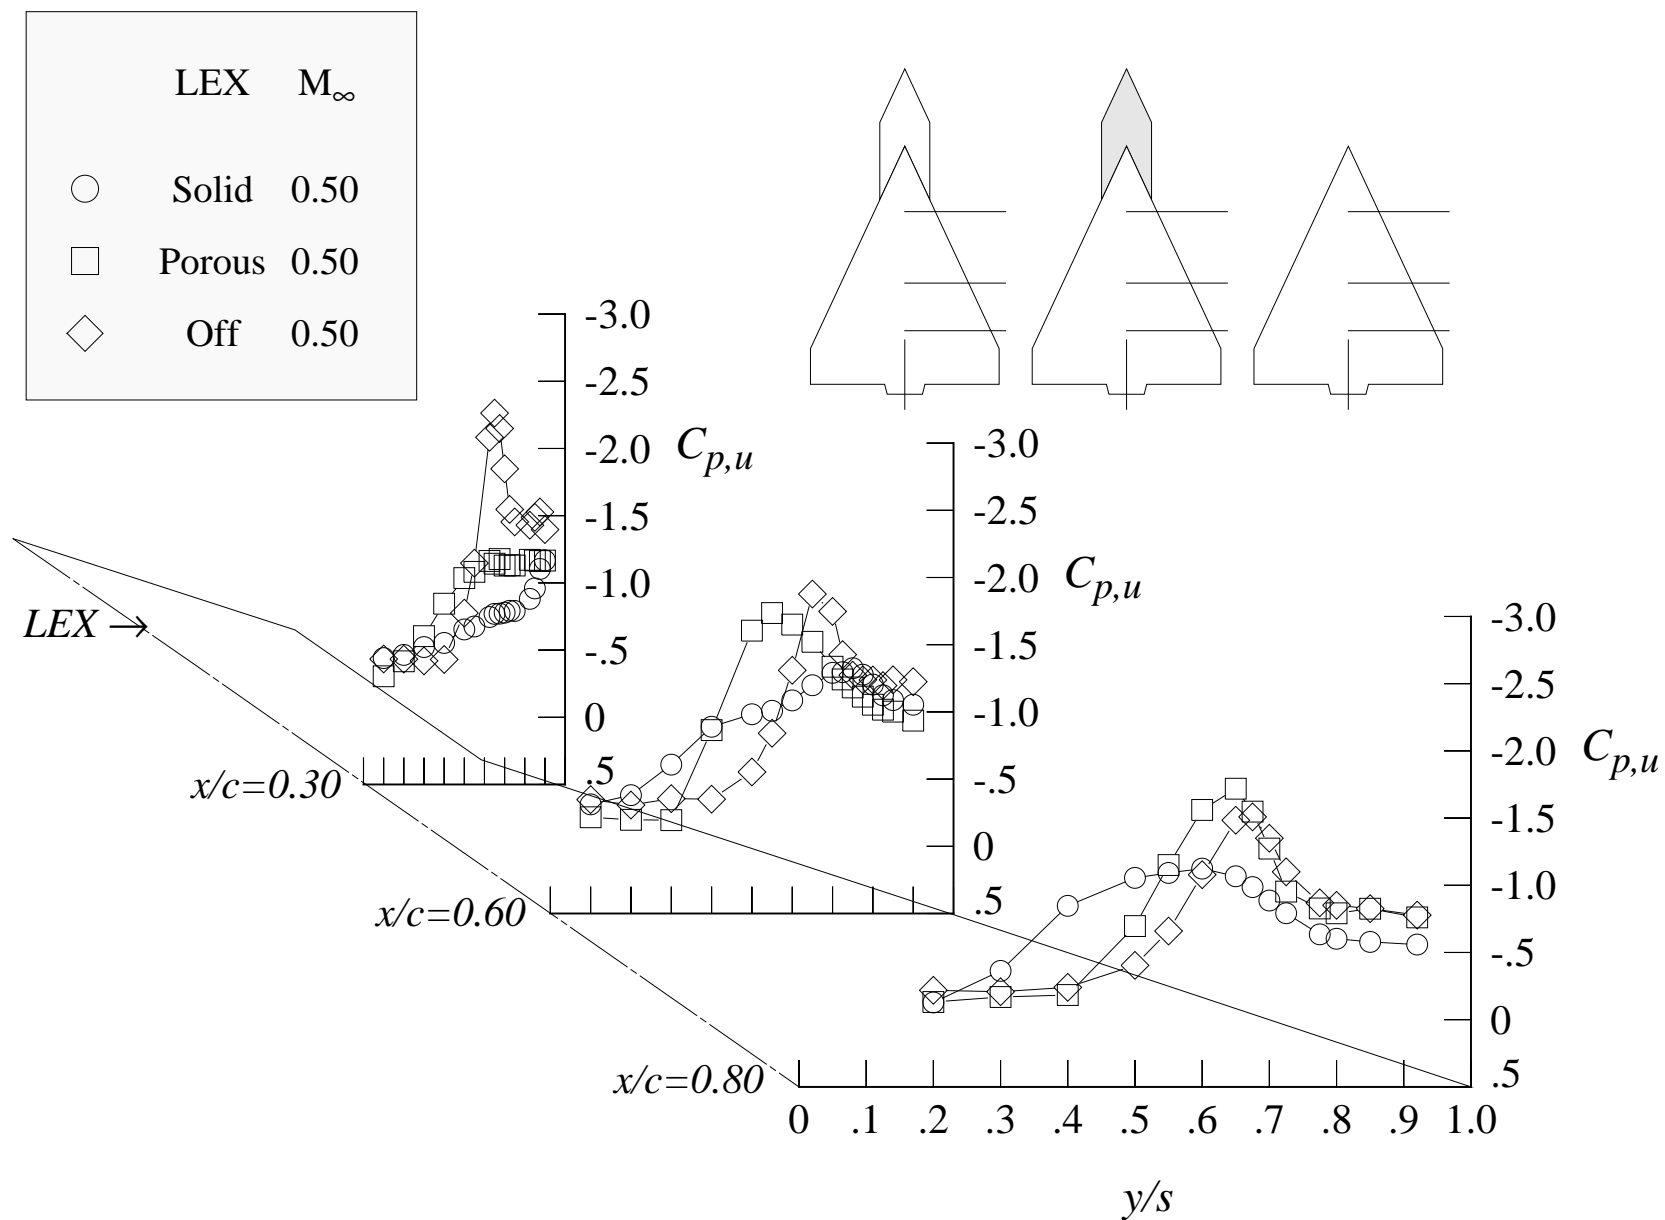 LEX M∞
Solid 0.50
Porous 0.50
Off 0.50
-3.0
-2.5
-2.0
-1.5
-1.0
-.5
0
.5
Cp,u
x/c=0.30
LEX →
-3.0
-2.5
-2.0
-1.5
-1.0
-.5
0
.5
Cp,u
x/c=0.60
-3.0
-2.5
-2.0
-1.5
-1.0
-.5
0
.5
Cp,u
x/c=0.80
0 .1 .2 .3 .4 .5 .6 .7 .8 .9 1.0
y/s